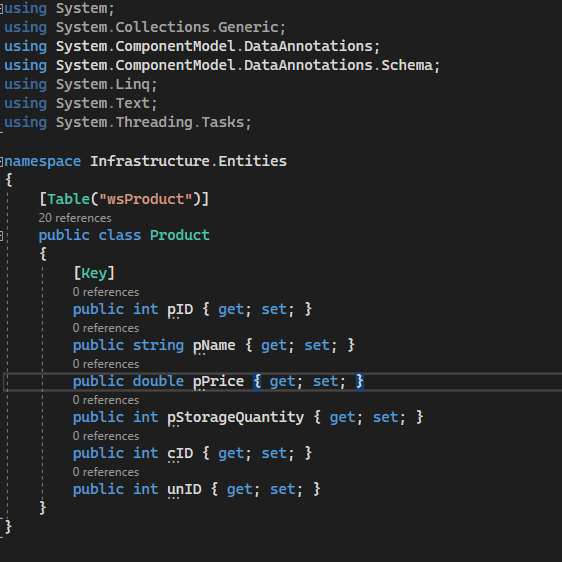 using System;
using System.Collections.Generic;
using System.ComponentModel.DataAnnotations;
using System.ComponentModel.DataAnnotations.Schema;
using System.Linq;
using System.Text;
using System.Threading.Tasks;
namespace Infrastructure.Entities
{
[Table("wsProduct")]
20 references
public class Product
{
[Key]
0 references
public int pID { get; set; }
0 references
public string pName { get; set; }
0 references
public double pPrice { get; set; }
0 references
public int pStorageQuantity { get; set; }
0 references
public int cID { get; set; }
0 references
public int unID { get; set; }
}
}